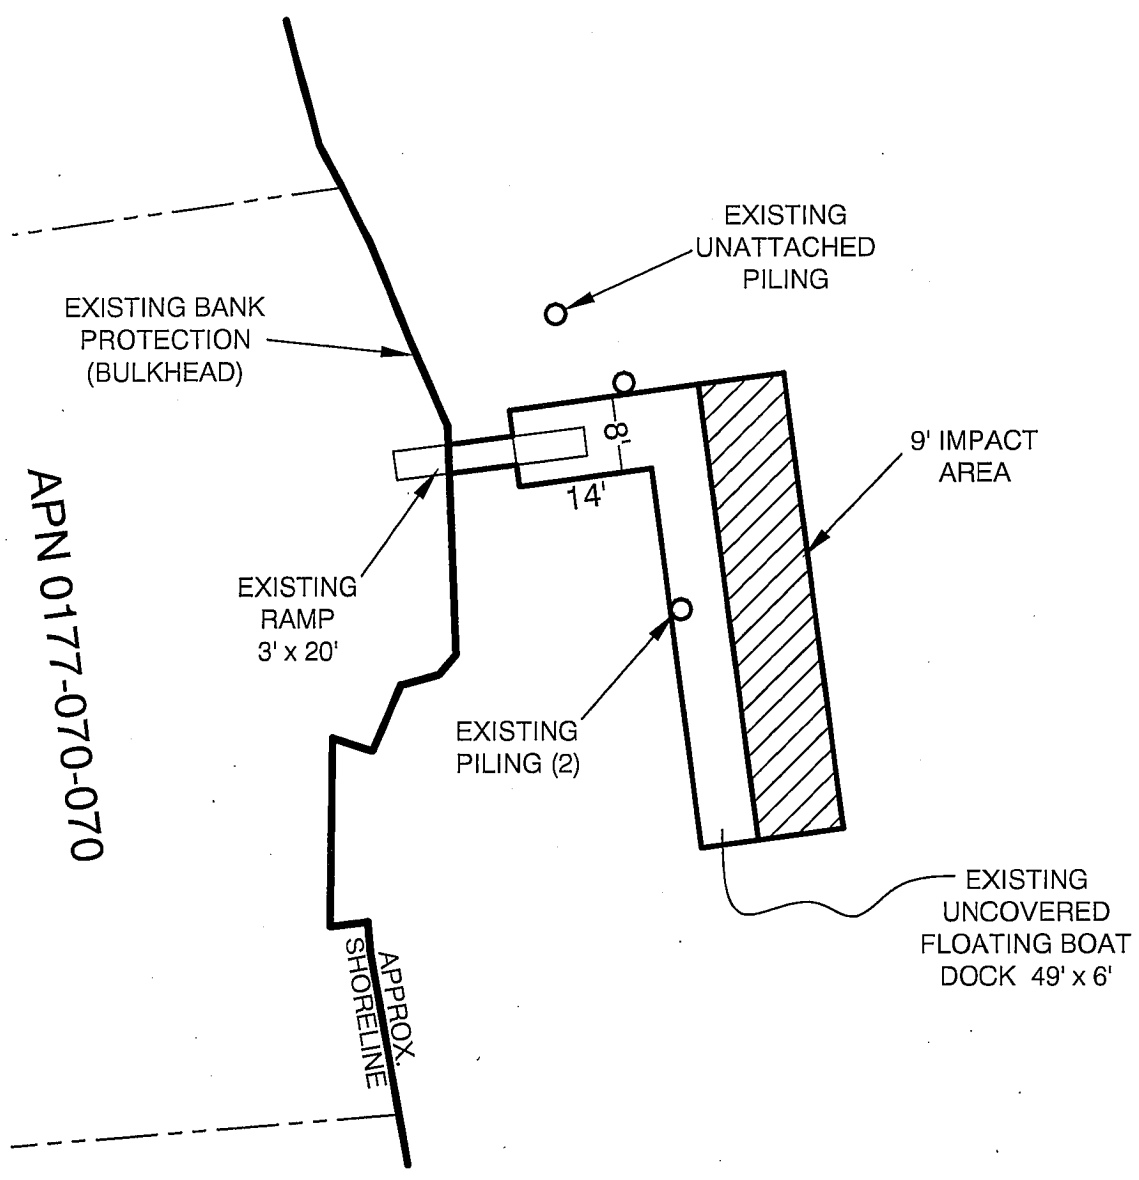 EXISTING
UNATTACHED
PILING
EXISTING BANK
PROTECTION
(BULKHEAD)
8'
14'
9' IMPACT
AREA
APN 0177-070-070
EXISTING
RAMP
3' x 20'
EXISTING
PILING (2)
EXISTING
UNCOVERED
FLOATING BOAT
DOCK 49' x 6'
APPROX.
SHORELINE